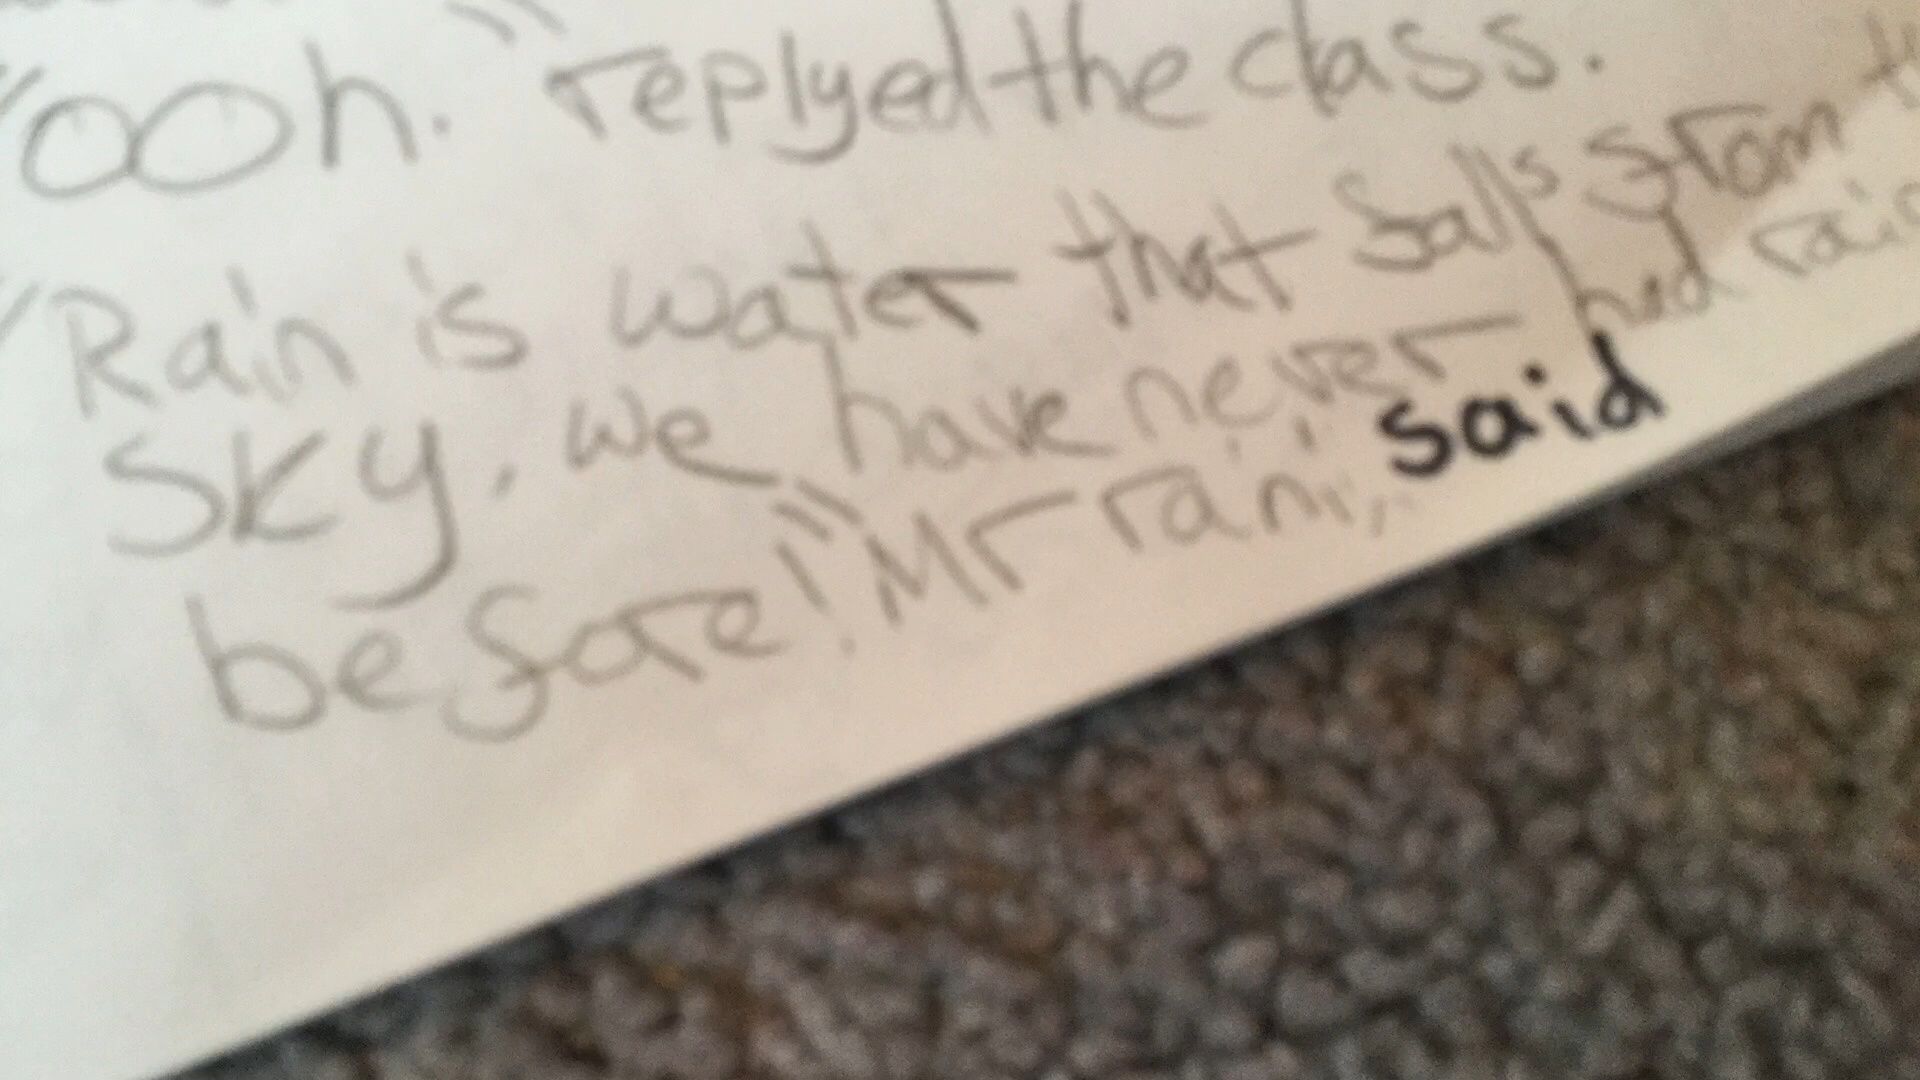 "ooh." replyed the class.
"Rain is water that falls from
sky. we have never had
before!" Mr rain, said